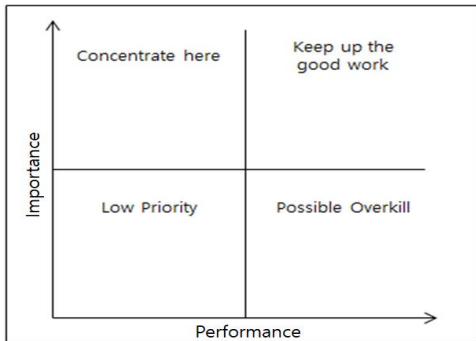 Concentrate here
Keep up the
good work
Importance
Low Priority
Possible Overkill
Performance